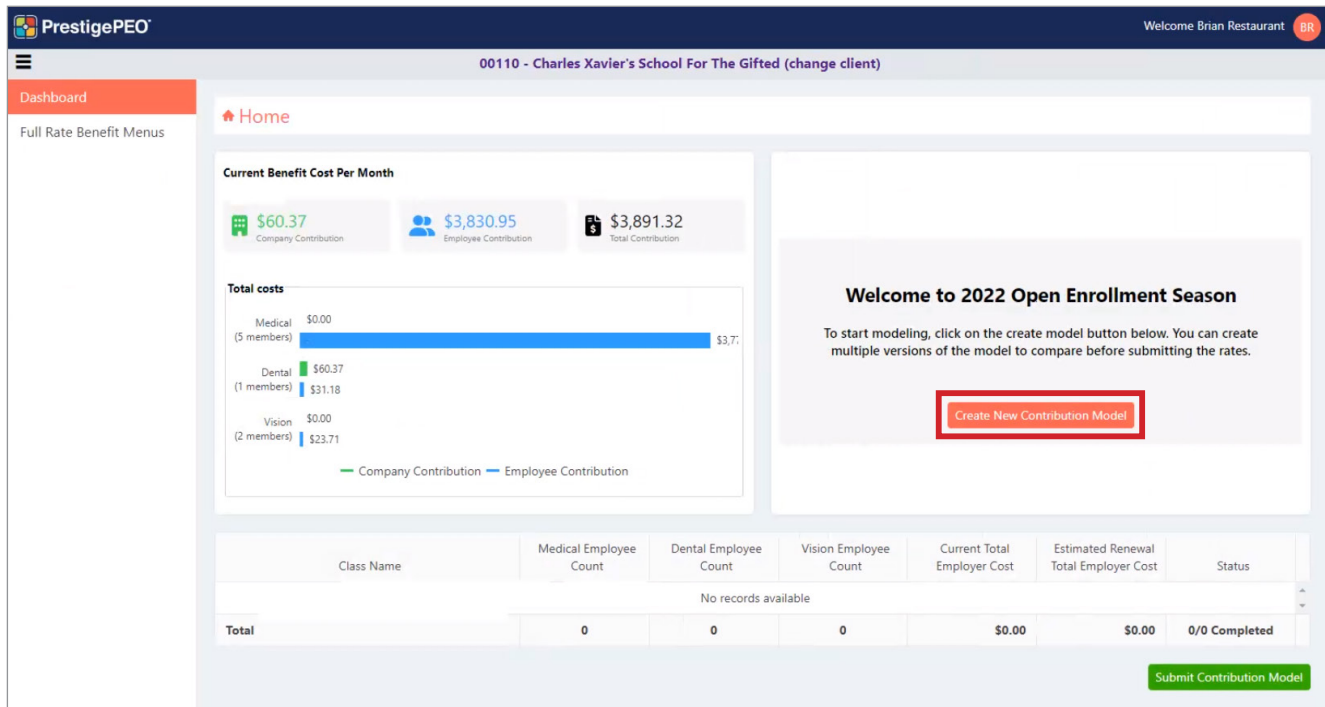 PrestigePEO
Welcome Brian Restaurant BR
00110 - Charles Xavier's School For The Gifted (change client)
Dashboard
Full Rate Benefit Menus
Home
Current Benefit Cost Per Month
$60.37
Company Contribution
$3,830.95
Employee Contribution
$3,891.32
Total Contribution
Total costs
Medical
(5 members)
$0.00
$3,7
Dental
(1 members)
$60.37
$31.18
Vision
(2 members)
$0.00
$23.71
Company Contribution Employee Contribution
Welcome to 2022 Open Enrollment Season
To start modeling, click on the create model button below. You can create
multiple versions of the model to compare before submitting the rates.
Create New Contribution Model
Class Name
Medical Employee
Count
Dental Employee
Count
Vision Employee
Count
Current Total
Employer Cost
Estimated Renewal
Total Employer Cost
Status
No records available
Total 0 0 0 $0.00 $0.00 0/0 Completed
Submit Contribution Model